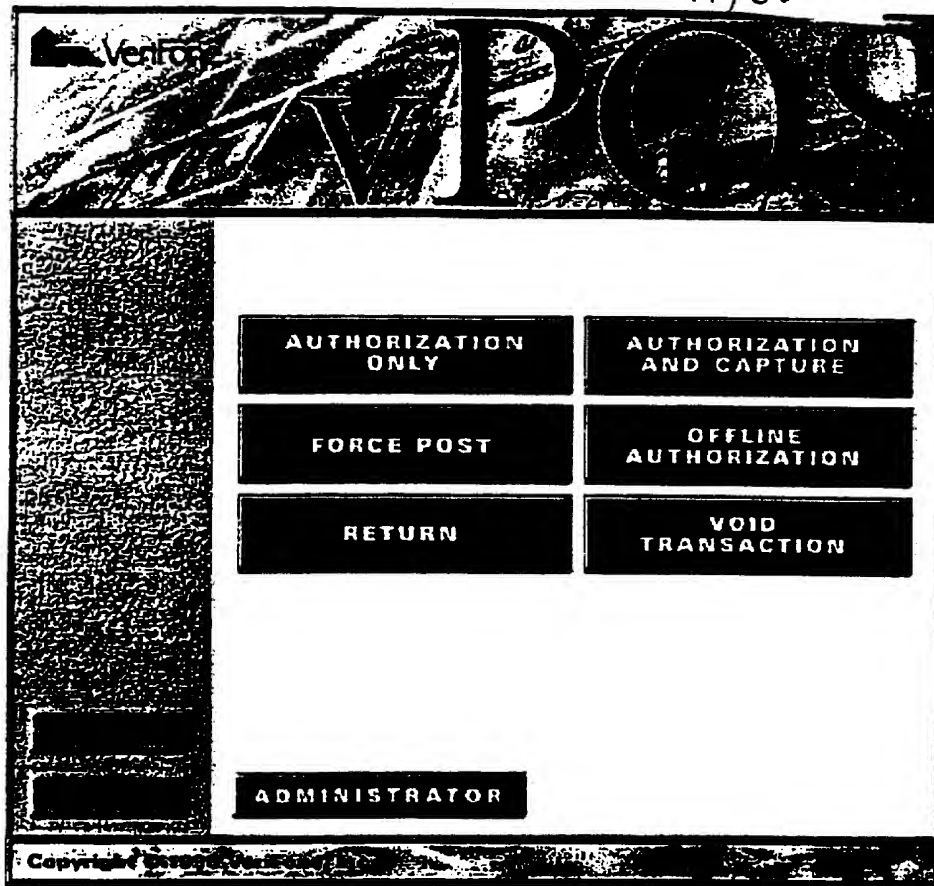 VeriFone
vPOS
AUTHORIZATION
ONLY
AUTHORIZATION
AND CAPTURE
FORCE POST
OFFLINE
AUTHORIZATION
RETURN
VOID
TRANSACTION
ADMINISTRATOR
Copyright